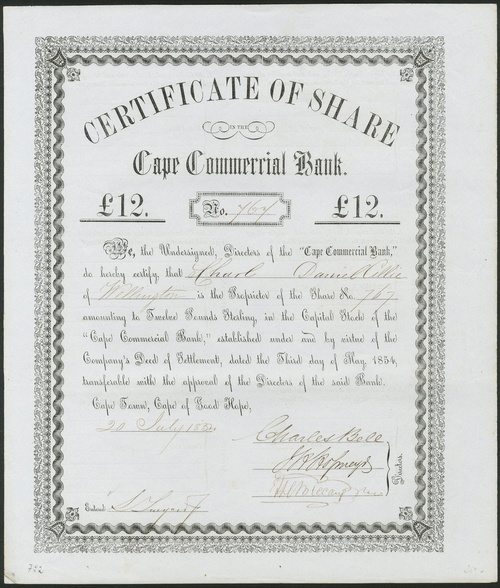 CERTIFICATE OF SHARE
IN THE
Cape Commercial Bank.
£12. No. 767 £12.
We, the Undersigned, Directors of the "Cape Commercial Bank,"
do hereby certify, that Charl Daniel Cillie
of Wellington is the Proprietor of the Share No 767
amounting to Twelve Pounds Sterling, in the Capital Stock of the
"Cape Commercial Bank," established under and by virtue of the
Company's Deed of Settlement, dated the Third day of May, 1854,
transferable with the approval of the Directors of the said Bank.
Cape Town, Cape of Good Hope,
20 July 185
Charles Bell
Hofmeyr
Directors.
Entered
722